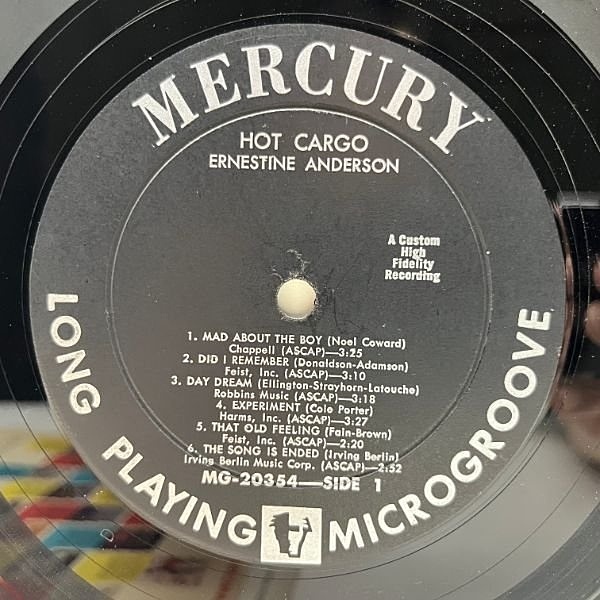 MERCURY
HOT CARGO
ERNESTINE ANDERSON
A Custom
High
Fidelity
Recording
1. MAD ABOUT THE BOY (Noel Coward)
Chappell (ASCAP)—3:25
2. DID I REMEMBER (Donaldson-Adamson)
Feist, Inc. (ASCAP)—3:10
3. DAY DREAM (Ellington-Strayhorn-Latouche)
Robbins Music (ASCAP)—3:18
4. EXPERIMENT (Cole Porter)
Harms, Inc. (ASCAP)—3:27
5. THAT OLD FEELING (Fain-Brown)
Feist, Inc. (ASCAP)—2:20
6. THE SONG IS ENDED (Irving Berlin)
Irving Berlin Music Corp. (ASCAP)—2:52
MG-20354—SIDE 1
LONG PLAYING MICROGROOVE
D